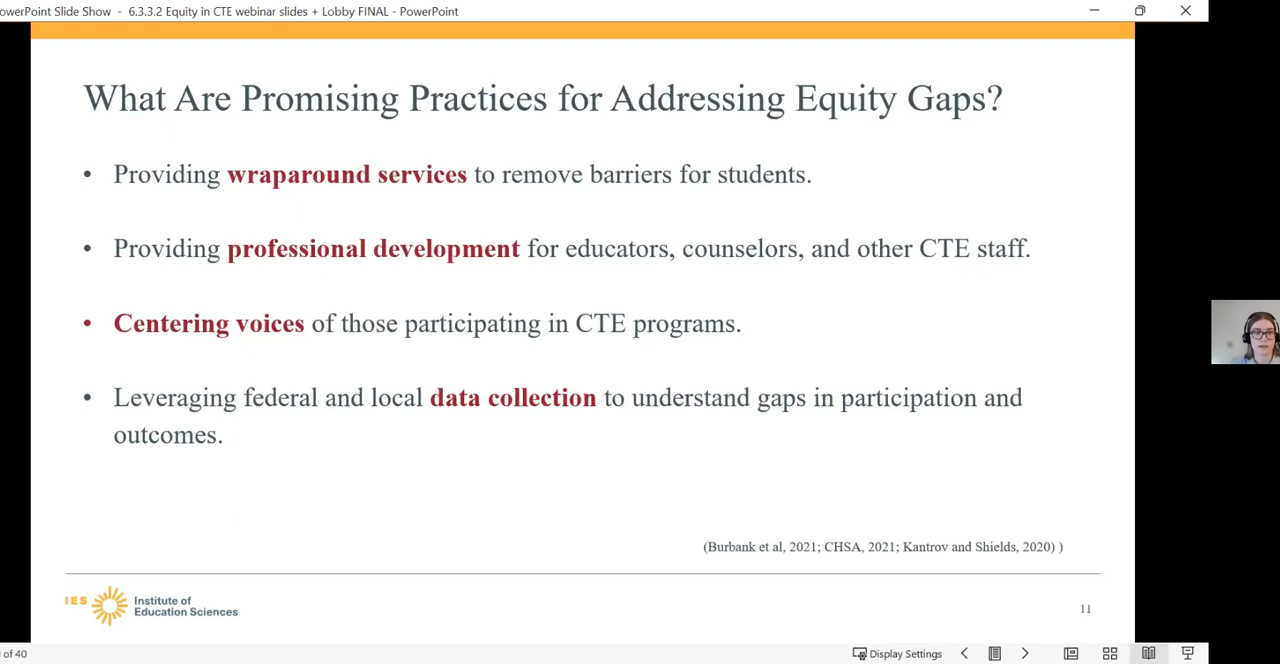 owerPoint Slide Show - 6.3.3.2 Equity in CTE webinar slides + Lobby FINAL - PowerPoint
What Are Promising Practices for Addressing Equity Gaps?
• Providing wraparound services to remove barriers for students.
• Providing professional development for educators, counselors, and other CTE staff.
• Centering voices of those participating in CTE programs.
• Leveraging federal and local data collection to understand gaps in participation and
outcomes.
(Burbank et al, 2021; CHSA, 2021; Kantrov and Shields, 2020) )
IES Institute of
Education Sciences
11
of 40
Display Settings